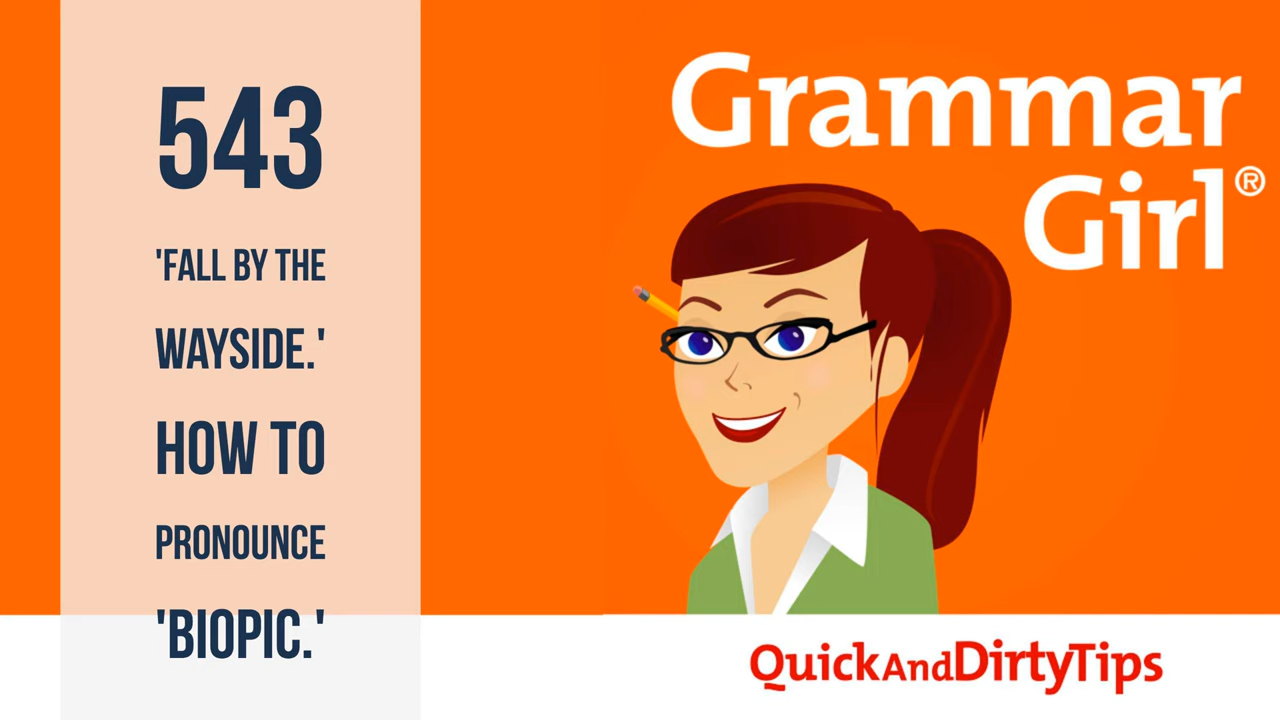 543
'FALL BY THE
WAYSIDE.'
HOW TO
PRONOUNCE
'BIOPIC.'
Grammar
Girl®
QuickAndDirtyTips